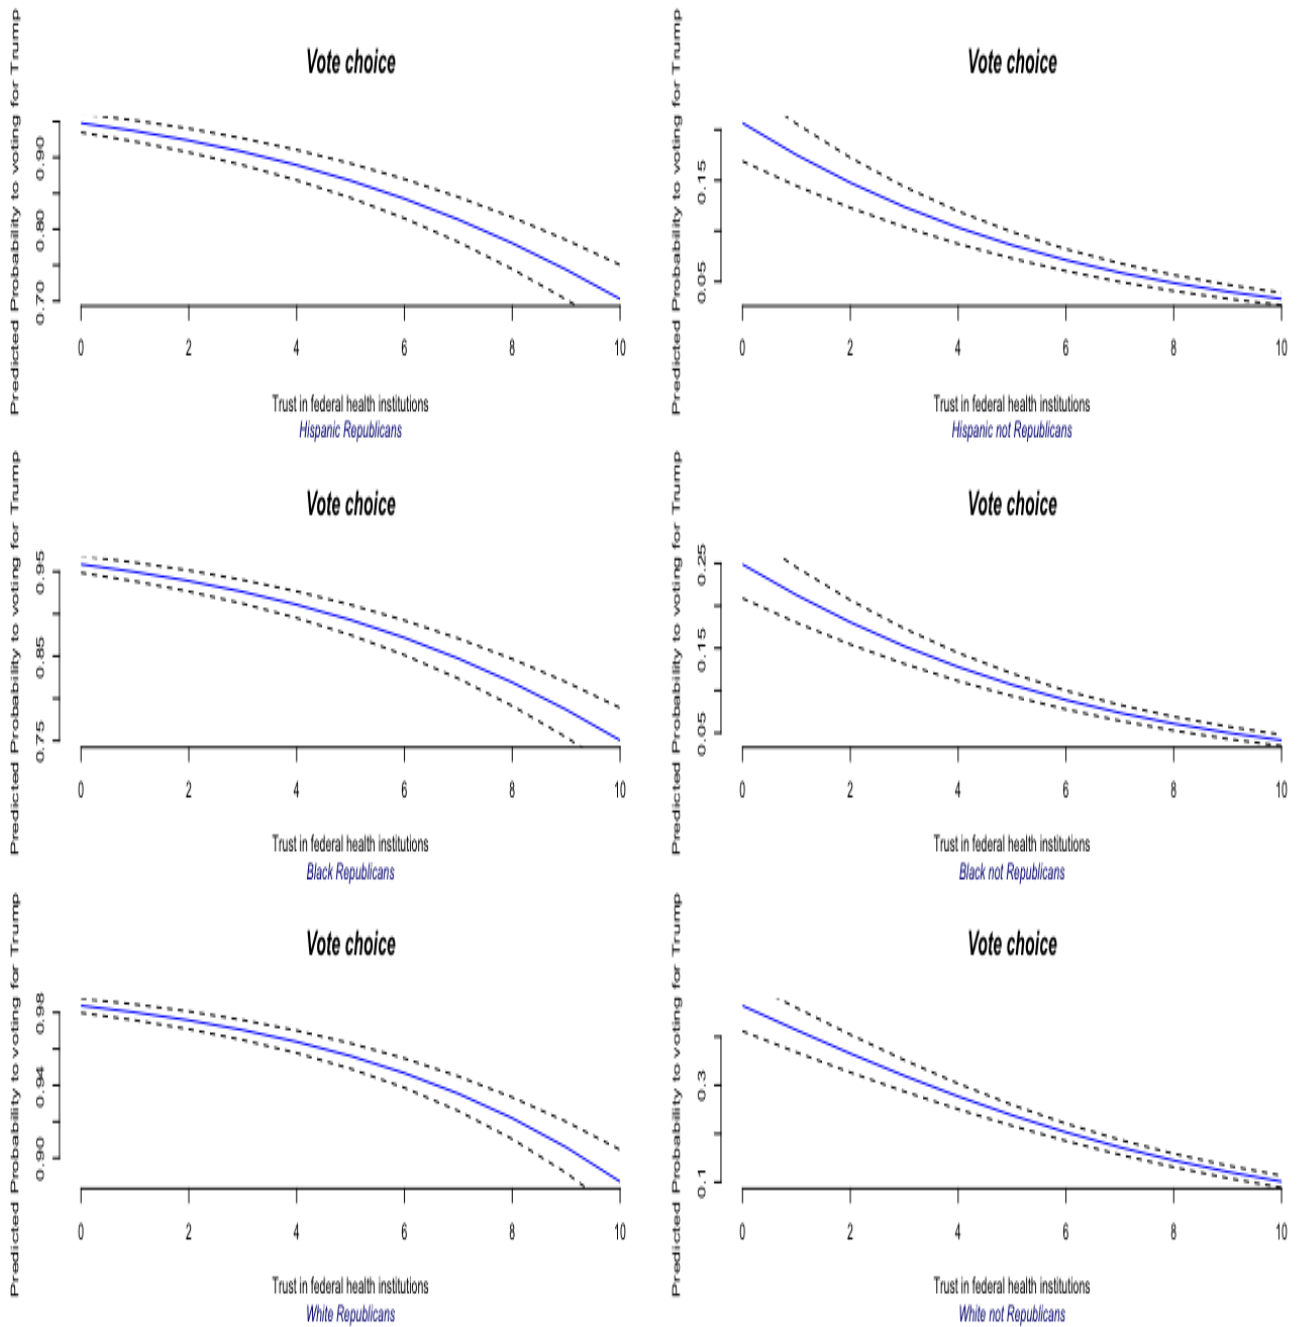 Vote choice
Predicted Probability to voting for Trump
0.70 0.80 0.90
0 2 4 6 8 10
Trust in federal health institutions
Hispanic Republicans
Vote choice
Predicted Probability to voting for Trump
0.05 0.15
0 2 4 6 8 10
Trust in federal health institutions
Hispanic not Republicans
Vote choice
Predicted Probability to voting for Trump
0.75 0.85 0.95
0 2 4 6 8 10
Trust in federal health institutions
Black Republicans
Vote choice
Predicted Probability to voting for Trump
0.05 0.15 0.25
0 2 4 6 8 10
Trust in federal health institutions
Black not Republicans
Vote choice
Predicted Probability to voting for Trump
0.90 0.94 0.98
0 2 4 6 8 10
Trust in federal health institutions
White Republicans
Vote choice
Predicted Probability to voting for Trump
0.1 0.3
0 2 4 6 8 10
Trust in federal health institutions
White not Republicans